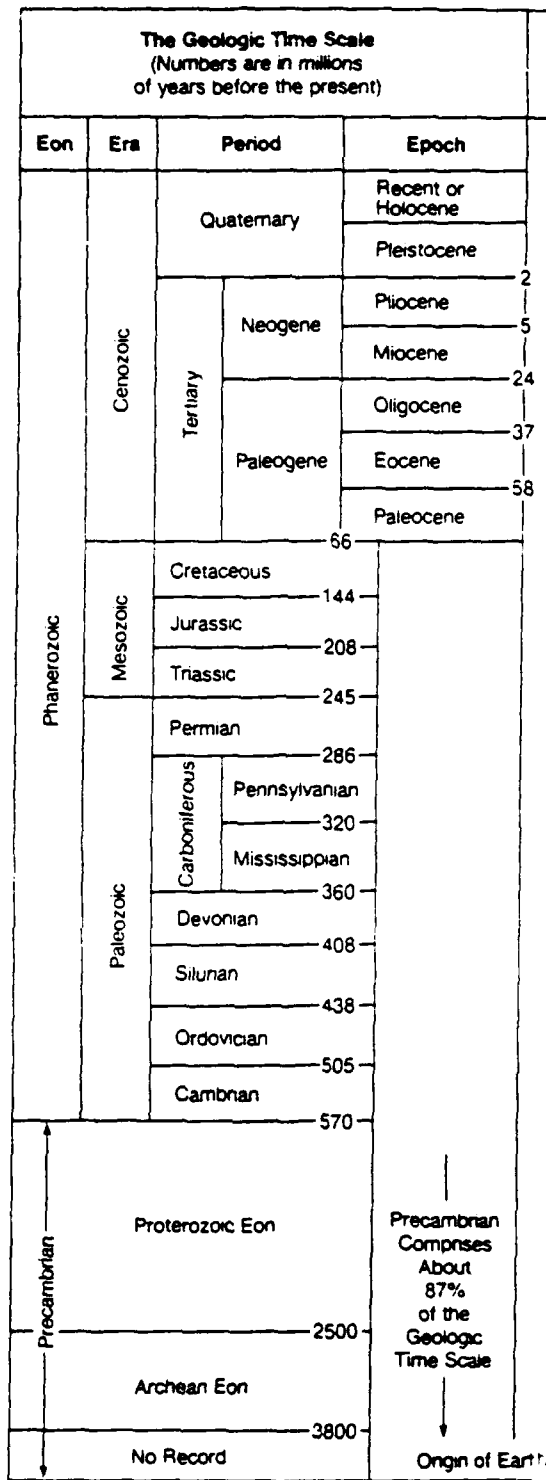 The Geologic Time Scale
(Numbers are in millions
of years before the present)
Eon Era Period Epoch
Phanerozoic
Cenozoic
Quaternary
Recent or
Holocene
Pleistocene
2
Tertiary
Neogene
Pliocene
5
Miocene
24
Paleogene
Oligocene
37
Eocene
58
Paleocene
66
Mesozoic
Cretaceous
144
Jurassic
208
Triassic
245
Paleozoic
Permian
286
Carboniferous
Pennsylvanian
320
Mississippian
360
Devonian
408
Silurian
438
Ordovician
505
Cambrian
570
Precambrian
Proterozoic Eon
2500
Archean Eon
3800
No Record
Precambrian
Comprises
About
87%
of the
Geologic
Time Scale
Origin of Earth